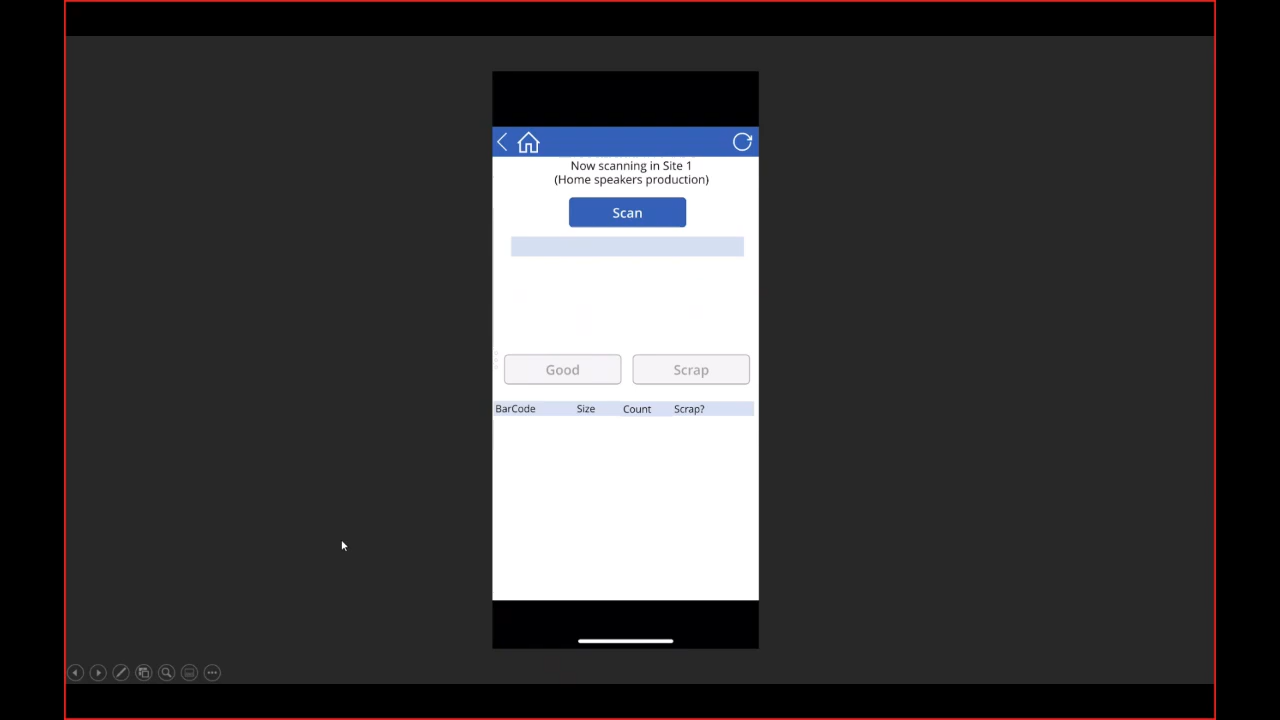 Now scanning in Site 1
(Home speakers production)
Scan
Good Scrap
BarCode Size Count Scrap?